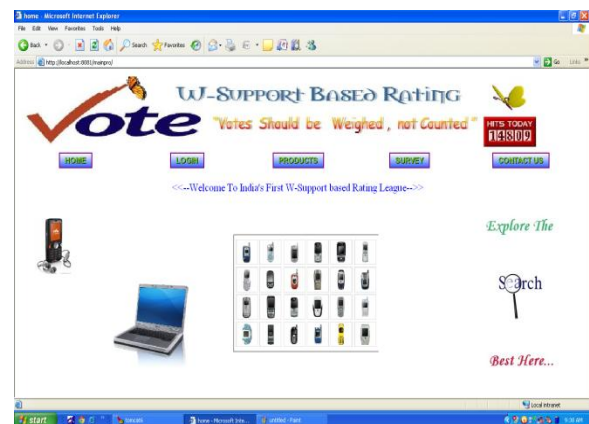 home - Microsoft Internet Explorer
File Edit View Favorites Tools Help
Back Search Favorites
Address http://localhost:8081/mainpro/ Go Links
Vote
W-SUPPORT BASED RATING
"Votes Should be Weighed, not Counted"
HITS TODAY
HOME LOGIN PRODUCTS SURVEY CONTACT US
<<--Welcome To India's First W-Support based Rating League-->>
Explore The
Search
Best Here...
Local intranet
start tomcat6 home - Microsoft Inte... untitled - Paint